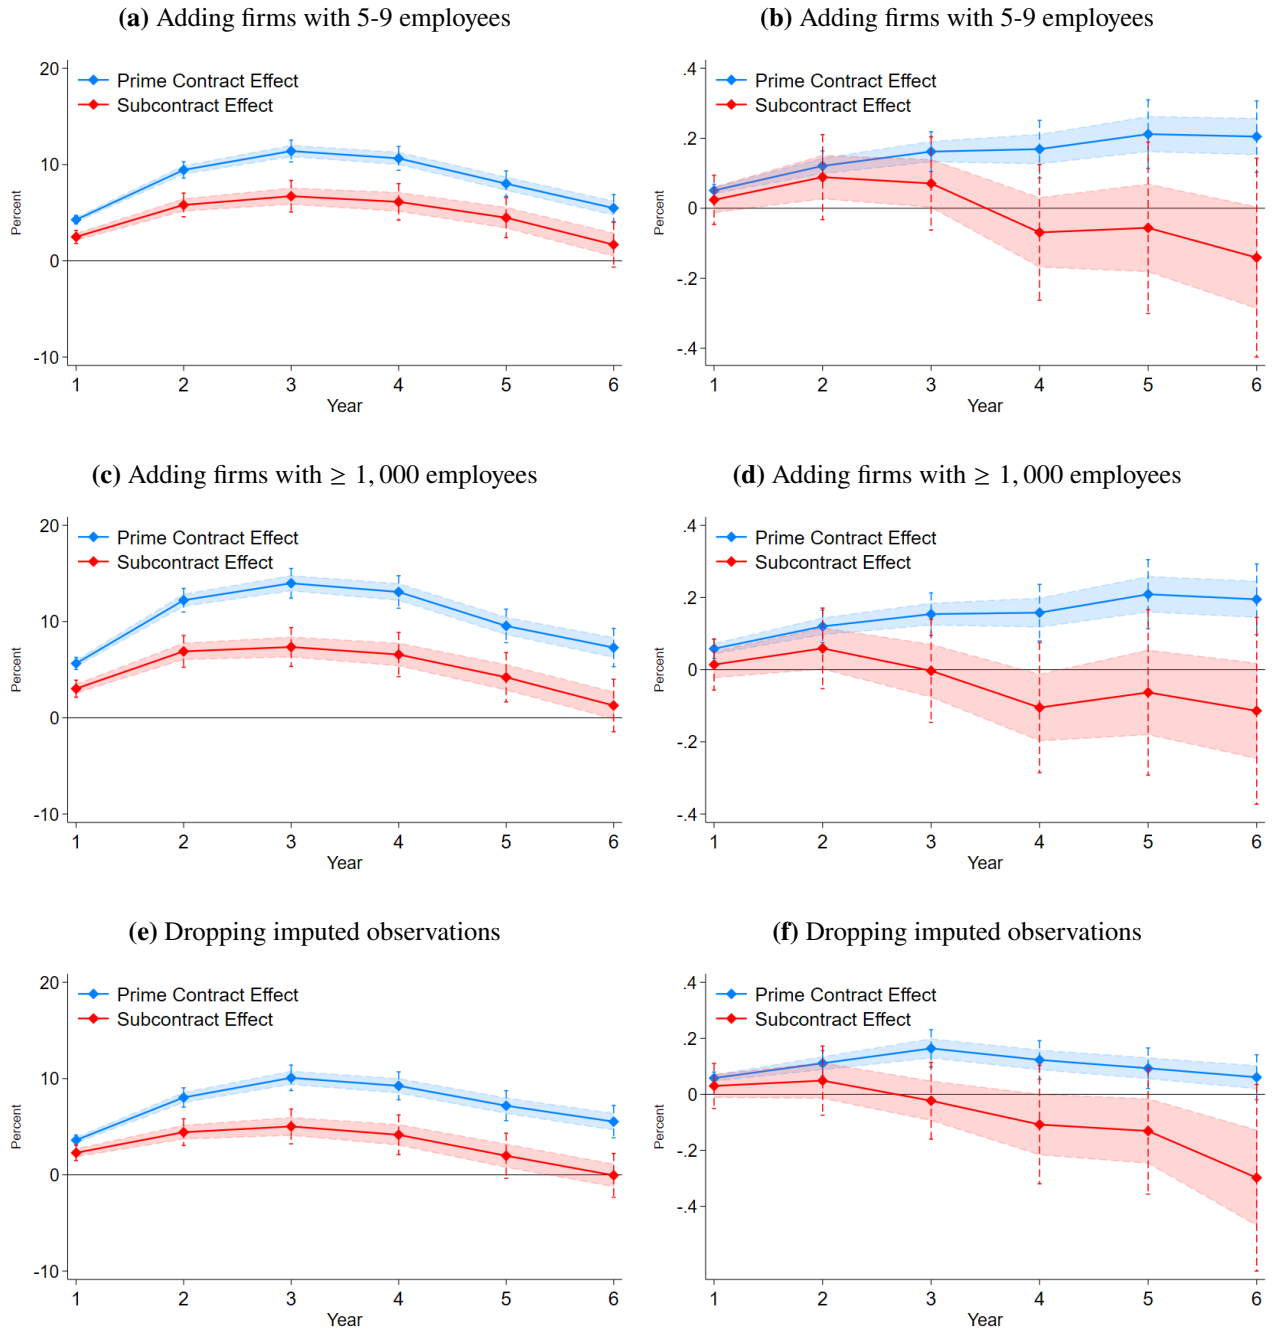 (a) Adding firms with 5-9 employees
Prime Contract Effect
Subcontract Effect
20
10
0
-10
Percent
1 2 3 4 5 6
Year
(b) Adding firms with 5-9 employees
Prime Contract Effect
Subcontract Effect
.4
.2
0
-.2
-.4
Percent
1 2 3 4 5 6
Year
(c) Adding firms with ≥ 1, 000 employees
Prime Contract Effect
Subcontract Effect
20
10
0
-10
Percent
1 2 3 4 5 6
Year
(d) Adding firms with ≥ 1, 000 employees
Prime Contract Effect
Subcontract Effect
.4
.2
0
-.2
-.4
Percent
1 2 3 4 5 6
Year
(e) Dropping imputed observations
Prime Contract Effect
Subcontract Effect
20
10
0
-10
Percent
1 2 3 4 5 6
Year
(f) Dropping imputed observations
Prime Contract Effect
Subcontract Effect
.4
.2
0
-.2
-.4
Percent
1 2 3 4 5 6
Year